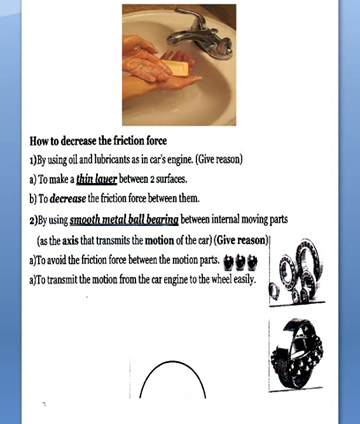 How to decrease the friction force
1)By using oil and lubricants as in car's engine. (Give reason)
a) To make a thin layer between 2 surfaces.
b) To decrease the friction force between them.
2)By using smooth metal ball bearing between internal moving parts
(as the axis that transmits the motion of the car) (Give reason)
a)To avoid the friction force between the motion parts.
a)To transmit the motion from the car engine to the wheel easily.